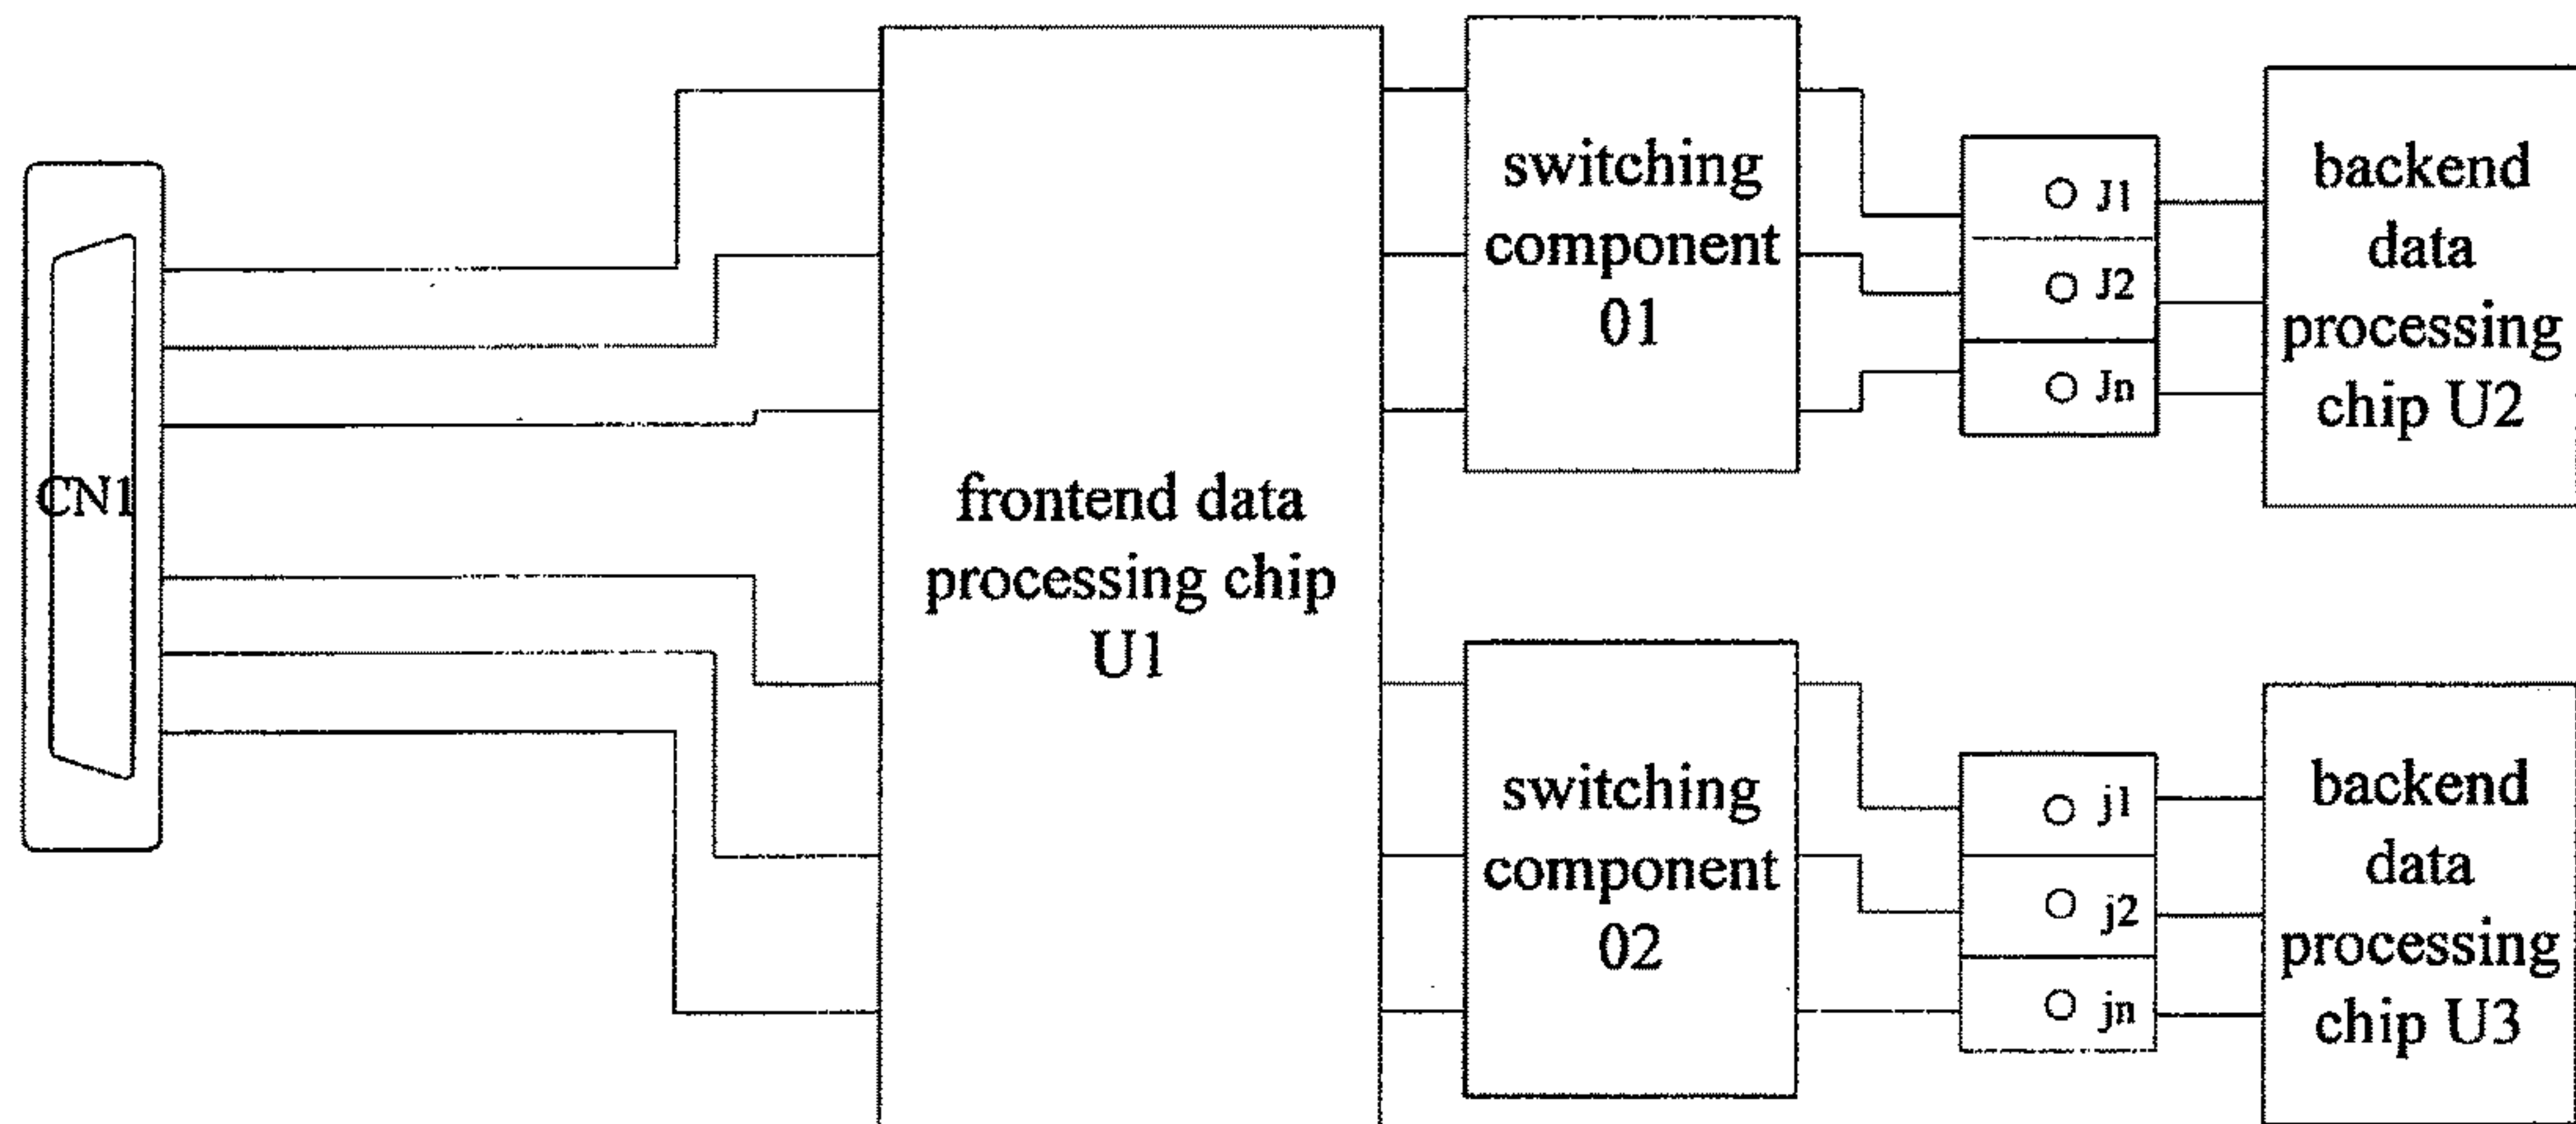 CN1
frontend data
processing chip
U1
switching
component
01
J1
J2
Jn
backend
data
processing
chip U2
switching
component
02
j1
j2
jn
backend
data
processing
chip U3